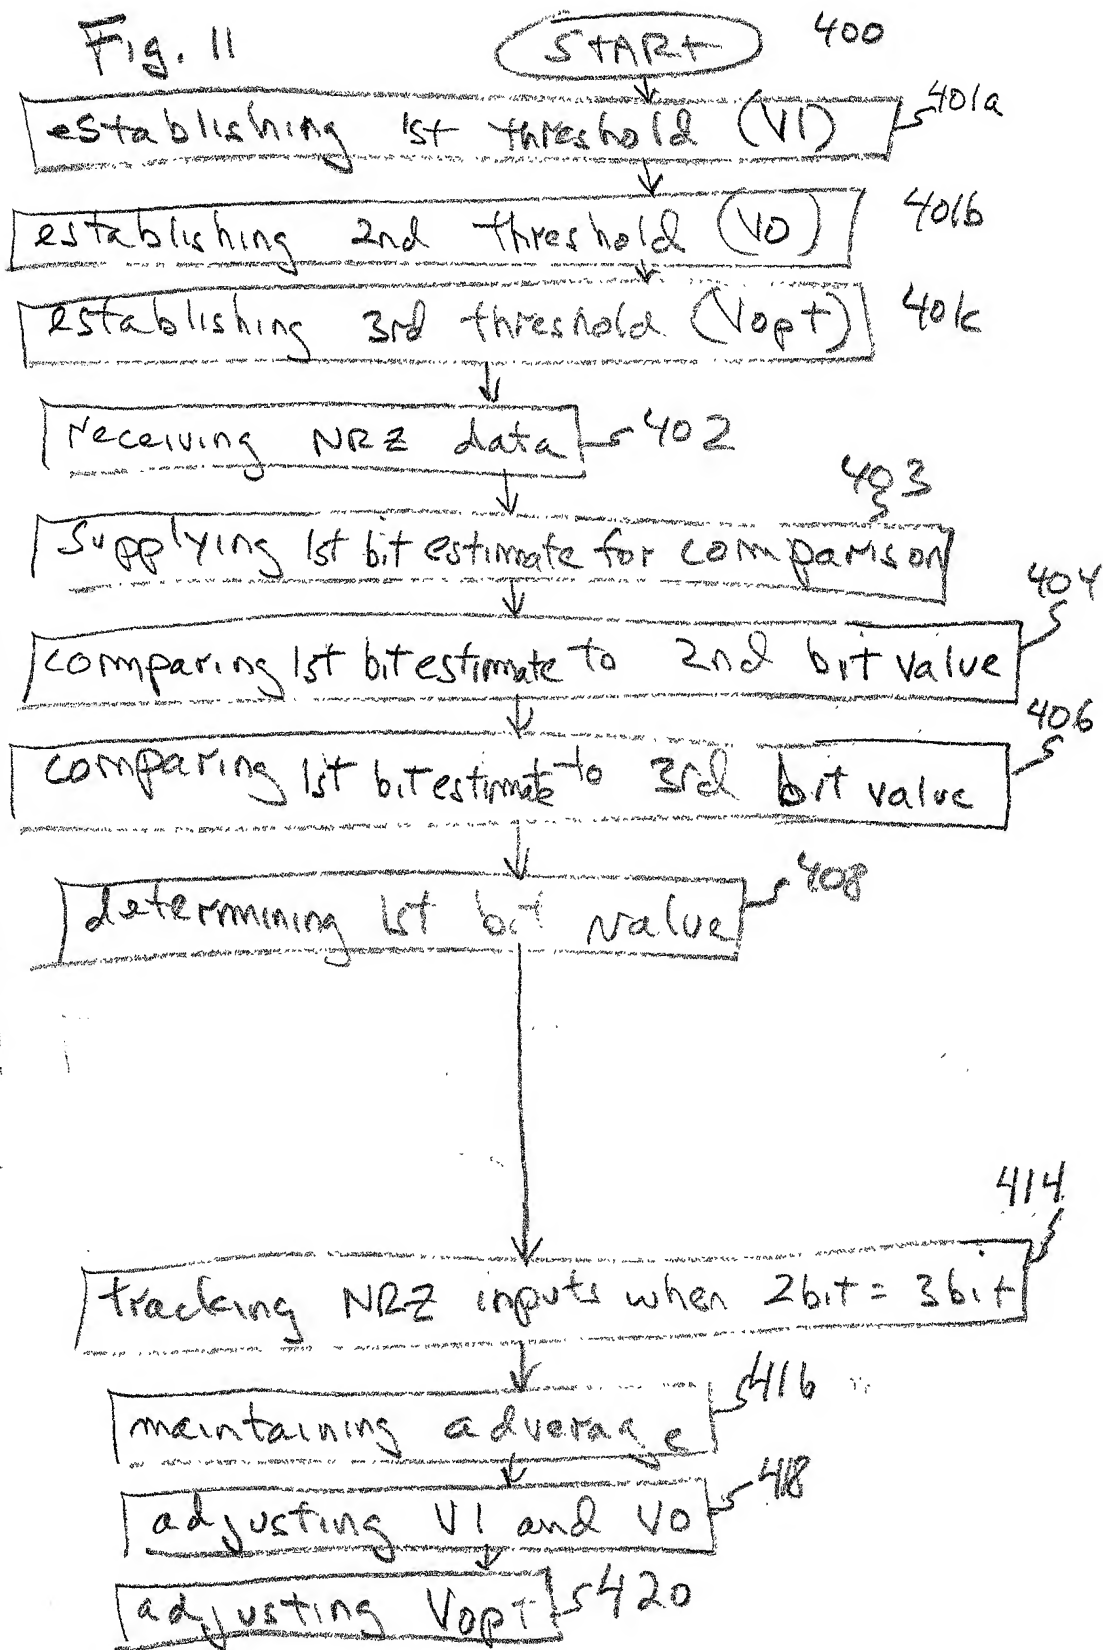 Fig. 11
START 400
establishing 1st threshold (V1) 401a
establishing 2nd threshold (V0) 401b
establishing 3rd threshold (Vopt) 401c
receiving NRZ data 402
403
Supplying 1st bit estimate for comparison
404
comparing 1st bit estimate to 2nd bit value
406
comparing 1st bit estimate to 3rd bit value
determining 1st bit value 408
414
tracking NRZ inputs when 2bit = 3bit
maintaining adverage 416
adjusting V1 and V0 418
adjusting Vopt 420